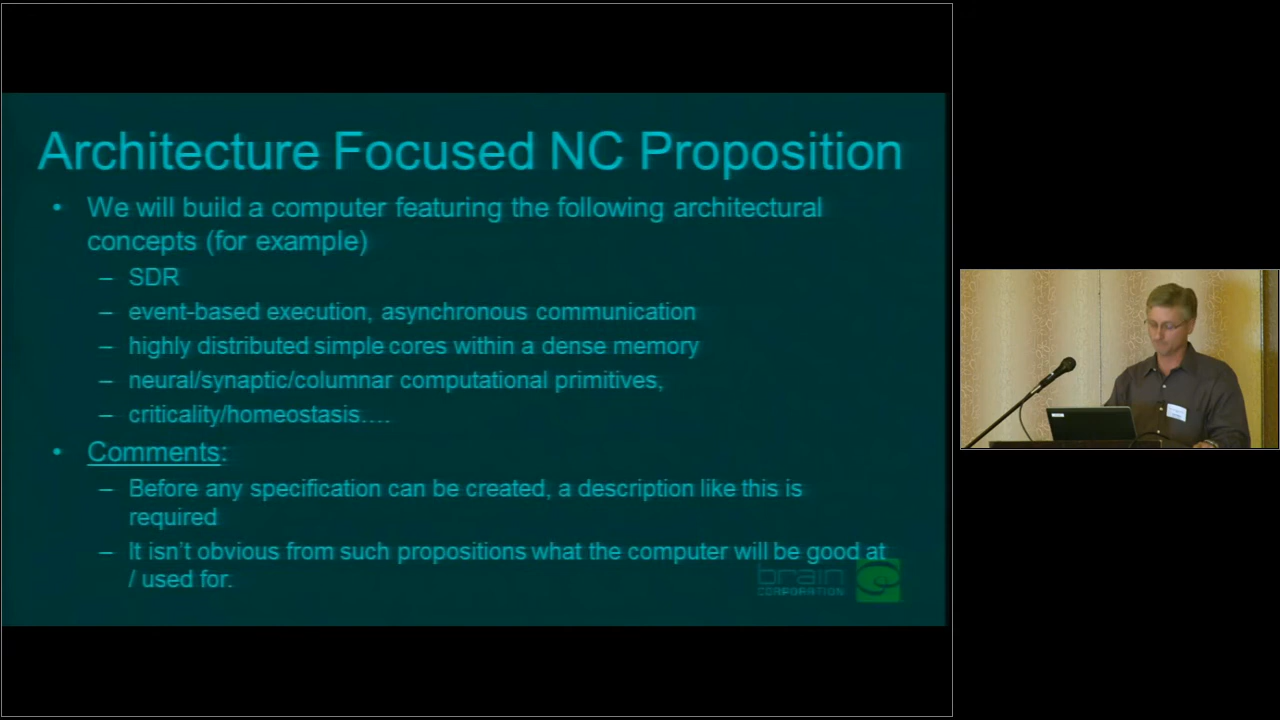 Architecture Focused NC Proposition
• We will build a computer featuring the following architectural
concepts (for example)
– SDR
– event-based execution, asynchronous communication
– highly distributed simple cores within a dense memory
– neural/synaptic/columnar computational primitives,
– criticality/homeostasis….
• Comments:
– Before any specification can be created, a description like this is
required
– It isn't obvious from such propositions what the computer will be good at
/ used for.
brain
CORPORATION